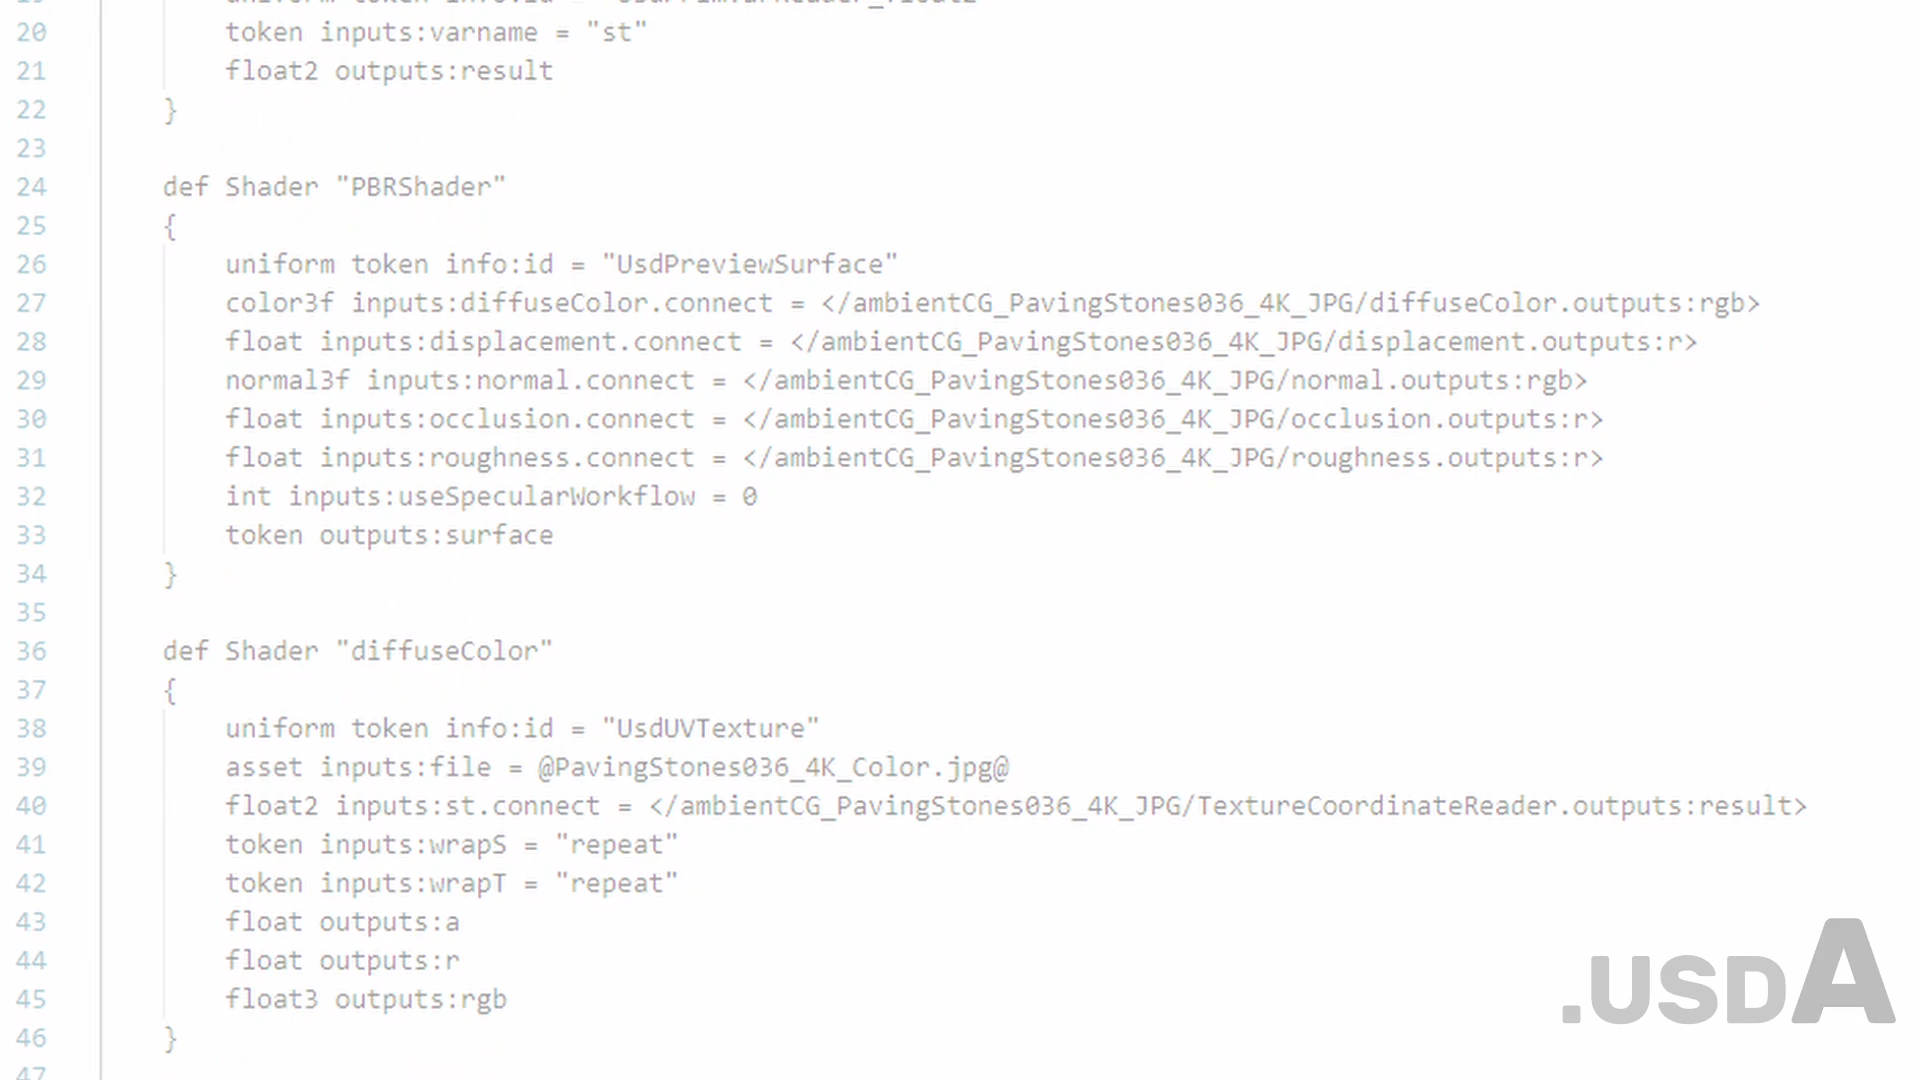 20 token inputs:varname = "st"
21 float2 outputs:result
22 }
23
24 def Shader "PBRShader"
25 {
26 uniform token info:id = "UsdPreviewSurface"
27 color3f inputs:diffuseColor.connect = </ambientCG_PavingStones036_4K_JPG/diffuseColor.outputs:rgb>
28 float inputs:displacement.connect = </ambientCG_PavingStones036_4K_JPG/displacement.outputs:r>
29 normal3f inputs:normal.connect = </ambientCG_PavingStones036_4K_JPG/normal.outputs:rgb>
30 float inputs:occlusion.connect = </ambientCG_PavingStones036_4K_JPG/occlusion.outputs:r>
31 float inputs:roughness.connect = </ambientCG_PavingStones036_4K_JPG/roughness.outputs:r>
32 int inputs:useSpecularWorkflow = 0
33 token outputs:surface
34 }
35
36 def Shader "diffuseColor"
37 {
38 uniform token info:id = "UsdUVTexture"
39 asset inputs:file = @PavingStones036_4K_Color.jpg@
40 float2 inputs:st.connect = </ambientCG_PavingStones036_4K_JPG/TextureCoordinateReader.outputs:result>
41 token inputs:wrapS = "repeat"
42 token inputs:wrapT = "repeat"
43 float outputs:a
44 float outputs:r
45 float3 outputs:rgb
46 }
47
.USDA